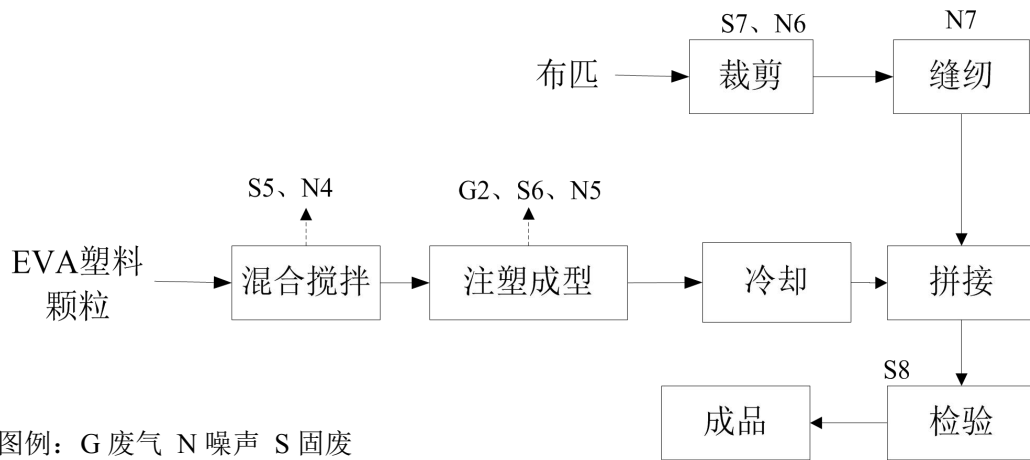 S7、N6
N7
布匹
裁剪
缝纫
S5、N4
G2、S6、N5
EVA塑料
颗粒
混合搅拌
注塑成型
冷却
拼接
S8
成品
检验
图例：G 废气 N 噪声 S 固废